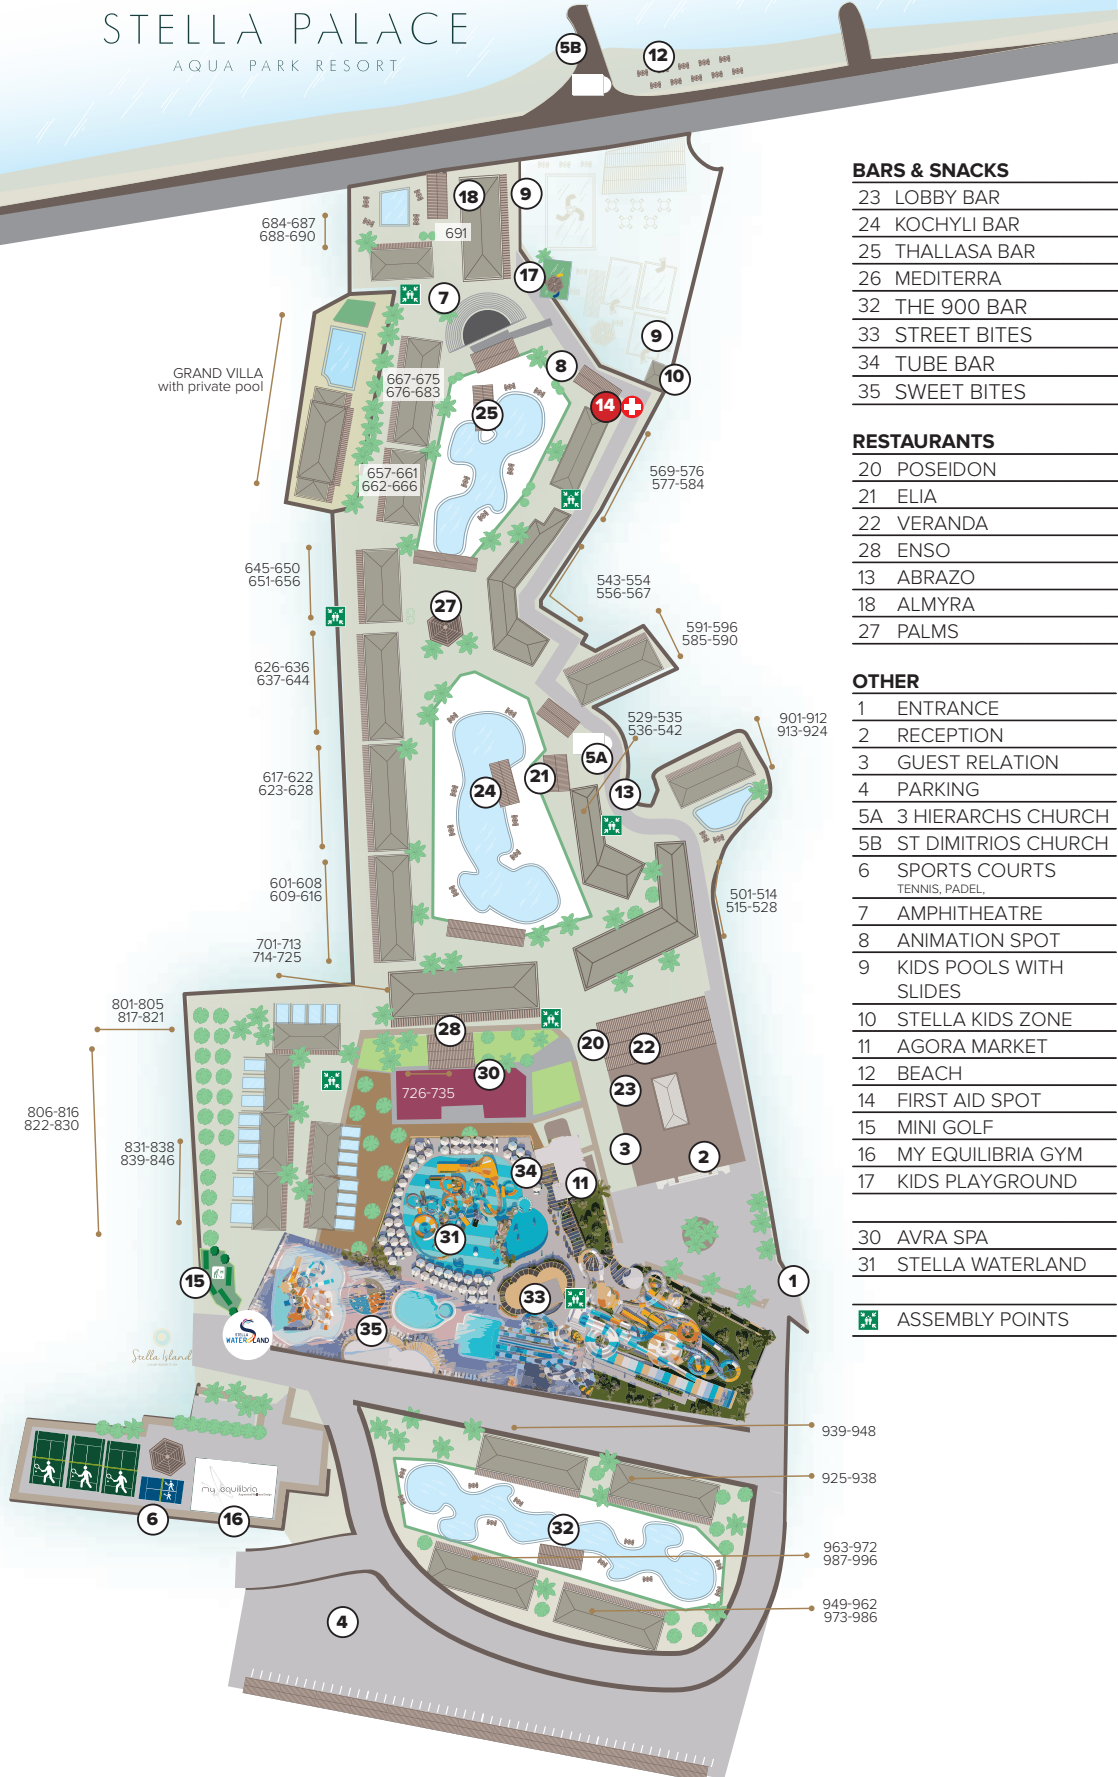 STELLA PALACE
AQUA PARK RESORT
5B
12
18
9
684-687
688-690
691
17
7
9
GRAND VILLA
with private pool
8
10
667-675
676-683
14
25
657-661
662-666
569-576
577-584
645-650
651-656
543-554
556-567
27
591-596
585-590
626-636
637-644
529-535
536-542
901-912
913-924
5A
617-622
623-628
21
24
13
601-608
609-616
501-514
515-528
701-713
714-725
801-805
817-821
28
20
22
30
726-735
23
806-816
822-830
831-838
839-846
3
2
34
11
31
15
1
33
35
STELLA
WATERLAND
Stella Island
939-948
925-938
my equilibria
6
16
32
963-972
987-996
949-962
973-986
4
BARS & SNACKS
23 LOBBY BAR
24 KOCHYLI BAR
25 THALLASA BAR
26 MEDITERRA
32 THE 900 BAR
33 STREET BITES
34 TUBE BAR
35 SWEET BITES
RESTAURANTS
20 POSEIDON
21 ELIA
22 VERANDA
28 ENSO
13 ABRAZO
18 ALMYRA
27 PALMS
OTHER
1 ENTRANCE
2 RECEPTION
3 GUEST RELATION
4 PARKING
5A 3 HIERARCHS CHURCH
5B ST DIMITRIOS CHURCH
6 SPORTS COURTS
TENNIS, PADEL,
7 AMPHITHEATRE
8 ANIMATION SPOT
9 KIDS POOLS WITH
SLIDES
10 STELLA KIDS ZONE
11 AGORA MARKET
12 BEACH
14 FIRST AID SPOT
15 MINI GOLF
16 MY EQUILIBRIA GYM
17 KIDS PLAYGROUND
30 AVRA SPA
31 STELLA WATERLAND
ASSEMBLY POINTS